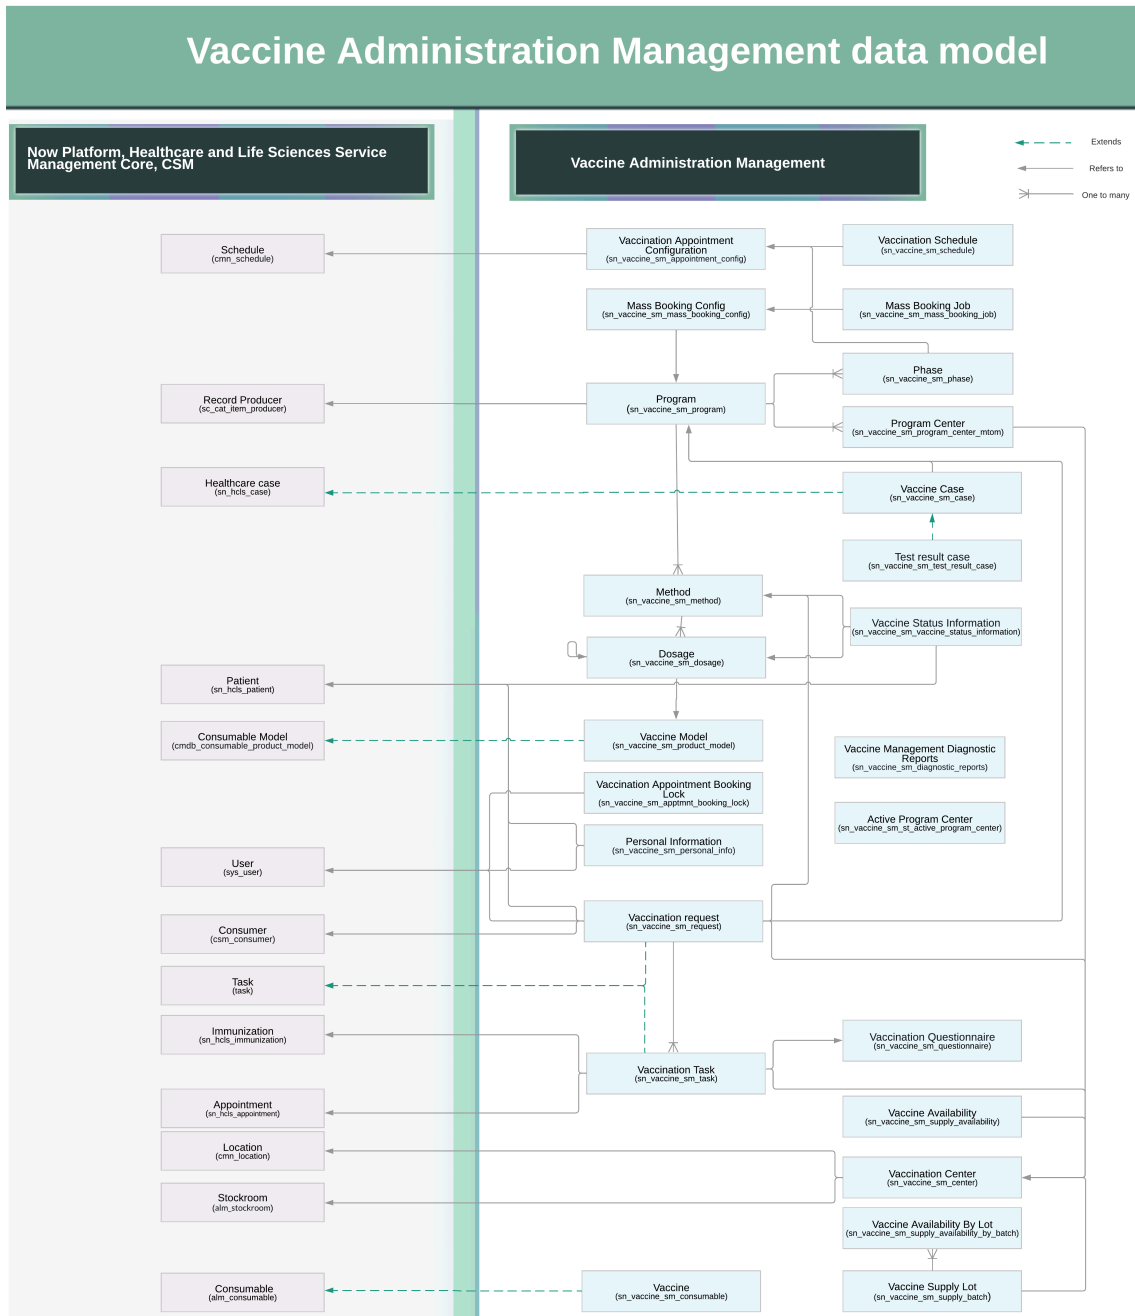 Vaccine Administration Management data model
Now Platform, Healthcare and Life Sciences Service
Management Core, CSM
Vaccine Administration Management
Extends
Refers to
One to many
Schedule
(cmn_schedule)
Vaccination Appointment
Configuration
(sn_vaccine_sm_appointment_config)
Vaccination Schedule
(sn_vaccine_sm_schedule)
Mass Booking Config
(sn_vaccine_sm_mass_booking_config)
Mass Booking Job
(sn_vaccine_sm_mass_booking_job)
Phase
(sn_vaccine_sm_phase)
Record Producer
(sc_cat_item_producer)
Program
(sn_vaccine_sm_program)
Program Center
(sn_vaccine_sm_program_center_mtom)
Healthcare case
(sn_hcls_case)
Vaccine Case
(sn_vaccine_sm_case)
Test result case
(sn_vaccine_sm_test_result_case)
Method
(sn_vaccine_sm_method)
Vaccine Status Information
(sn_vaccine_sm_vaccine_status_information)
Dosage
(sn_vaccine_sm_dosage)
Patient
(sn_hcls_patient)
Consumable Model
(cmdb_consumable_product_model)
Vaccine Model
(sn_vaccine_sm_product_model)
Vaccine Management Diagnostic
Reports
(sn_vaccine_sm_diagnostic_reports)
Vaccination Appointment Booking
Lock
(sn_vaccine_sm_apptmnt_booking_lock)
Active Program Center
(sn_vaccine_sm_st_active_program_center)
Personal Information
(sn_vaccine_sm_personal_info)
User
(sys_user)
Vaccination request
(sn_vaccine_sm_request)
Consumer
(csm_consumer)
Task
(task)
Immunization
(sn_hcls_immunization)
Vaccination Questionnaire
(sn_vaccine_sm_questionnaire)
Vaccination Task
(sn_vaccine_sm_task)
Appointment
(sn_hcls_appointment)
Vaccine Availability
(sn_vaccine_sm_supply_availability)
Location
(cmn_location)
Vaccination Center
(sn_vaccine_sm_center)
Stockroom
(alm_stockroom)
Vaccine Availability By Lot
(sn_vaccine_sm_supply_availability_by_batch)
Consumable
(alm_consumable)
Vaccine
(sn_vaccine_sm_consumable)
Vaccine Supply Lot
(sn_vaccine_sm_supply_batch)